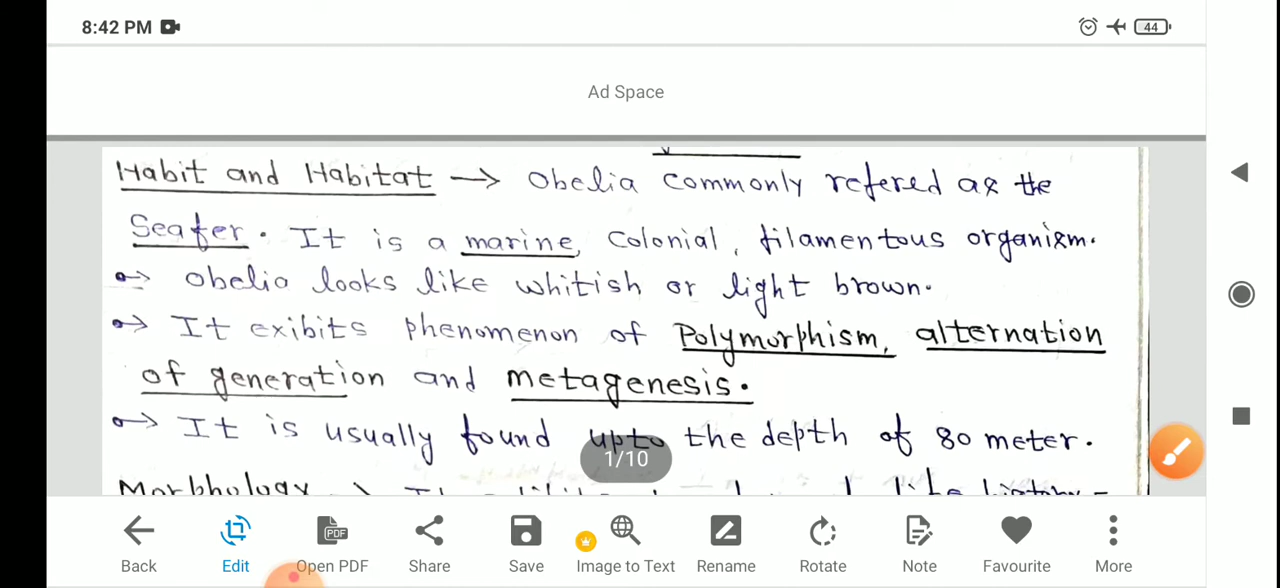 8:42 PM
44
Ad Space
Habit and Habitat → Obelia commonly refered as the
Seafer. It is a marine, Colonial, filamentous organism.
→ Obelia looks like whitish or light brown.
→ It exibits phenomenon of Polymorphism, alternation
of generation and metagenesis.
→ It is usually found upto the depth of 80 meter.
1/10
Morphology →
Back
Edit
Open PDF
Share
Save
Image to Text
Rename
Rotate
Note
Favourite
More